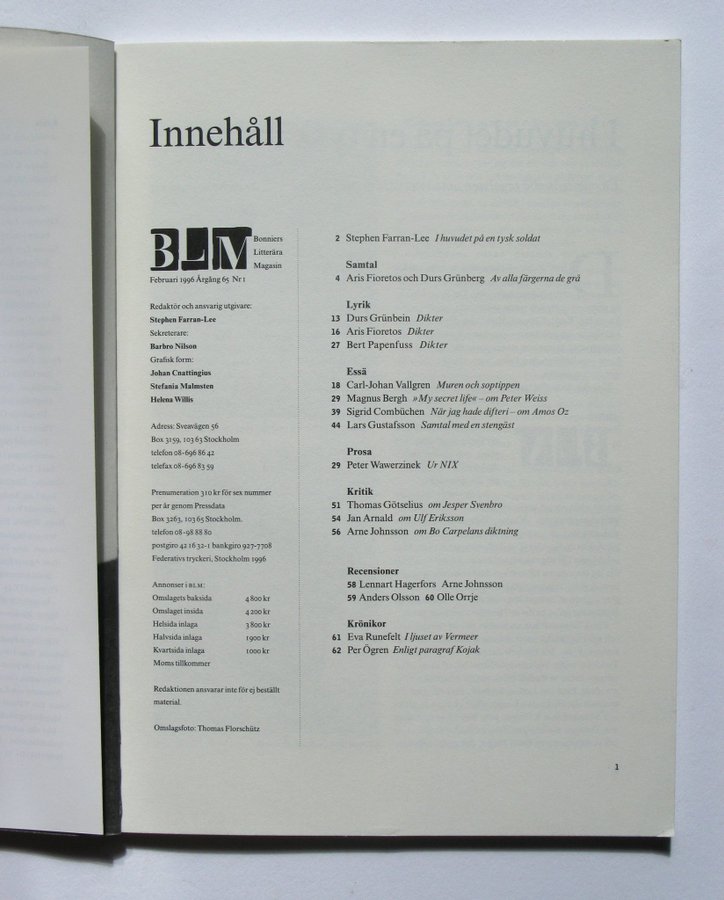 Innehåll
BLM
Bonniers
Litterära
Magasin
Februari 1996 Årgång 65 Nr 1
Redaktör och ansvarig utgivare:
Stephen Farran-Lee
Sekreterare:
Barbro Nilson
Grafisk form:
Johan Cnattingius
Stefania Malmsten
Helena Willis
Adress: Sveavägen 56
Box 3159, 103 63 Stockholm
telefon 08-696 86 42
telefax 08-696 83 59
Prenumeration 310 kr för sex nummer
per år genom Pressdata
Box 3263, 103 65 Stockholm.
telefon 08-98 88 80
postgiro 42 16 32-1 bankgiro 927-7708
Federativs tryckeri, Stockholm 1996
Annonser i BLM:
Omslagets baksida 4 800 kr
Omslaget insida 4 200 kr
Helsida inlaga 3 800 kr
Halvsida inlaga 1 900 kr
Kvartsida inlaga 1 000 kr
Moms tillkommer
Redaktionen ansvarar inte för ej beställt
material.
Omslagsfoto: Thomas Florschütz
2 Stephen Farran-Lee I huvudet på en tysk soldat
Samtal
4 Aris Fioretos och Durs Grünberg Av alla färgerna de grå
Lyrik
13 Durs Grünbein Dikter
16 Aris Fioretos Dikter
27 Bert Papenfuss Dikter
Essä
18 Carl-Johan Vallgren Muren och soptippen
29 Magnus Bergh »My secret life« – om Peter Weiss
39 Sigrid Combüchen När jag hade difteri – om Amos Oz
44 Lars Gustafsson Samtal med en stengäst
Prosa
29 Peter Wawerzinek Ur NIX
Kritik
51 Thomas Götselius om Jesper Svenbro
54 Jan Arnald om Ulf Eriksson
56 Arne Johnsson om Bo Carpelans diktning
Recensioner
58 Lennart Hagerfors Arne Johnsson
59 Anders Olsson 60 Olle Orrje
Krönikor
61 Eva Runefelt I ljuset av Vermeer
62 Per Ögren Enligt paragraf Kojak
1